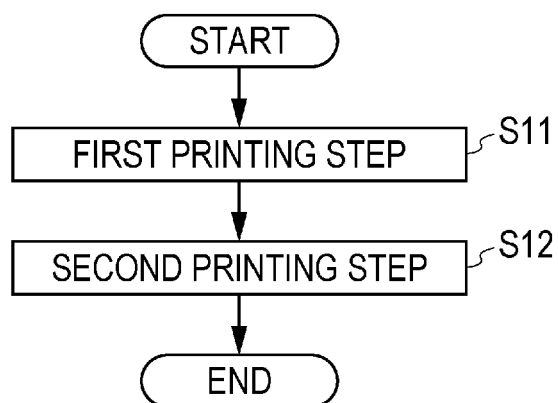 START
FIRST PRINTING STEP
S11
SECOND PRINTING STEP
S12
END